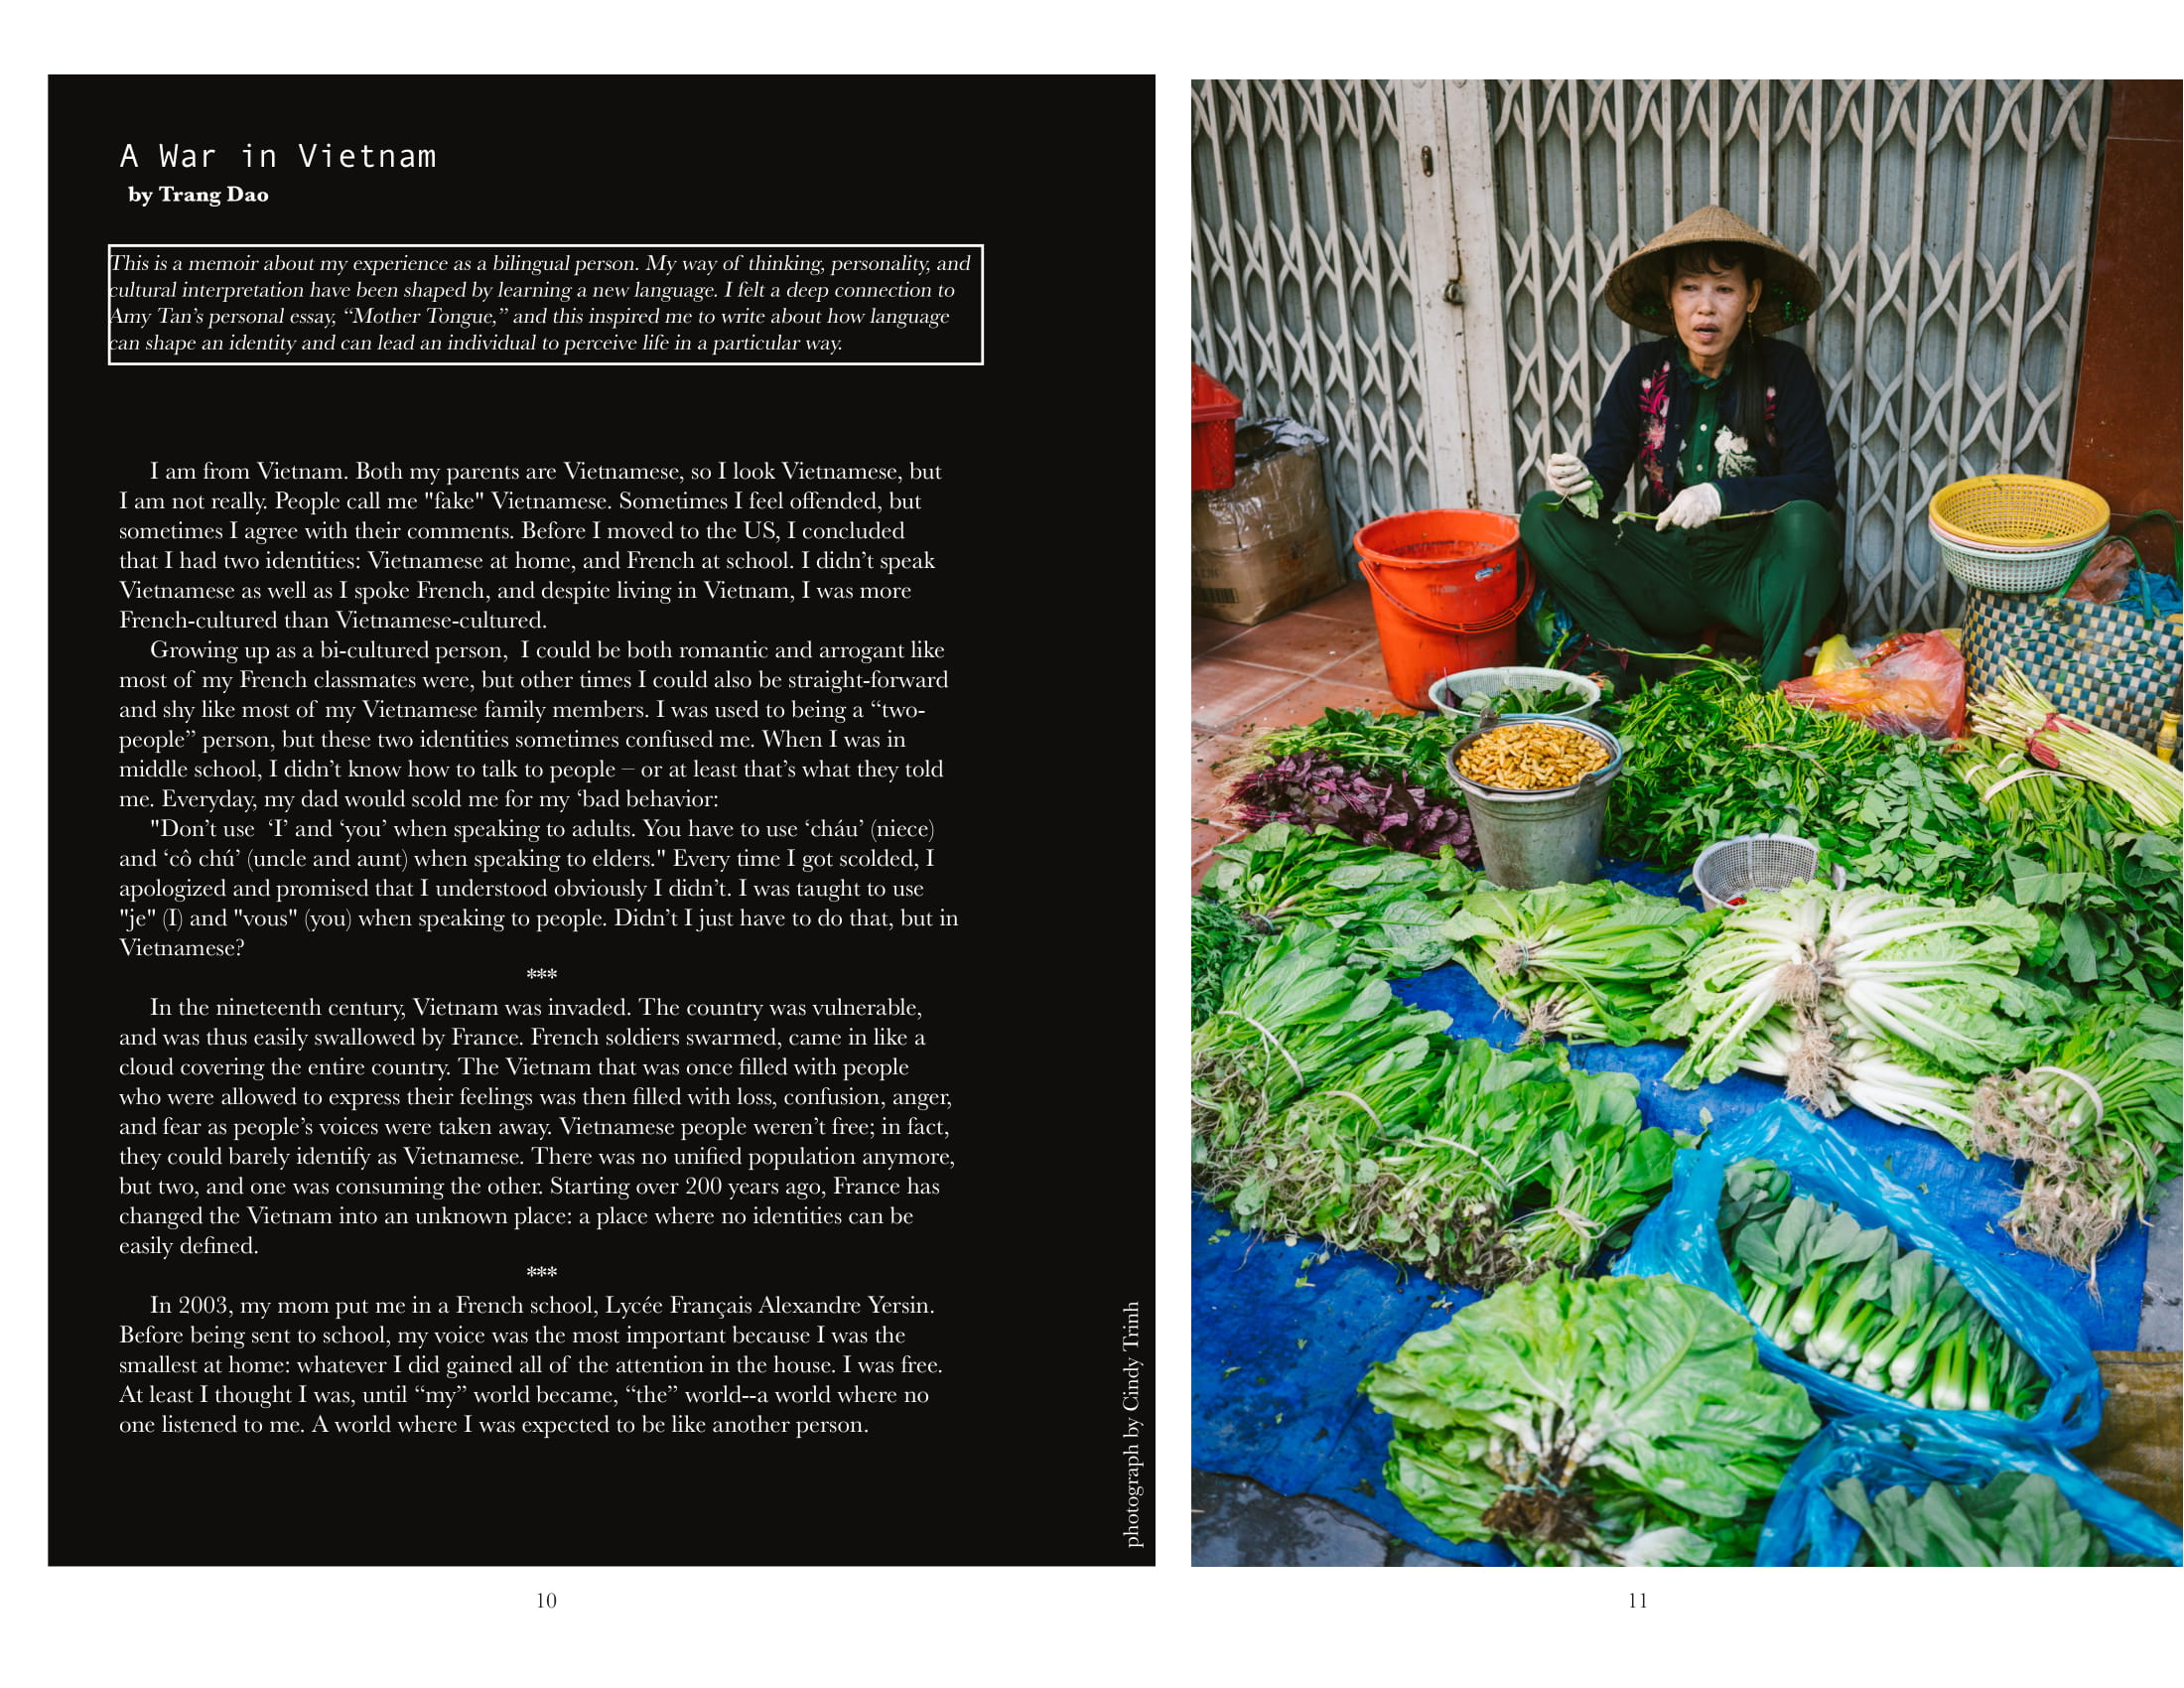 A War in Vietnam
by Trang Dao
This is a memoir about my experience as a bilingual person. My way of thinking, personality, and
cultural interpretation have been shaped by learning a new language. I felt a deep connection to
Amy Tan’s personal essay, “Mother Tongue,” and this inspired me to write about how language
can shape an identity and can lead an individual to perceive life in a particular way.
I am from Vietnam. Both my parents are Vietnamese, so I look Vietnamese, but
I am not really. People call me "fake" Vietnamese. Sometimes I feel offended, but
sometimes I agree with their comments. Before I moved to the US, I concluded
that I had two identities: Vietnamese at home, and French at school. I didn’t speak
Vietnamese as well as I spoke French, and despite living in Vietnam, I was more
French-cultured than Vietnamese-cultured.
Growing up as a bi-cultured person,  I could be both romantic and arrogant like
most of my French classmates were, but other times I could also be straight-forward
and shy like most of my Vietnamese family members. I was used to being a “two-
people” person, but these two identities sometimes confused me. When I was in
middle school, I didn’t know how to talk to people – or at least that’s what they told
me. Everyday, my dad would scold me for my ‘bad behavior:
"Don’t use  ‘I’ and ‘you’ when speaking to adults. You have to use ‘cháu’ (niece)
and ‘cô chú’ (uncle and aunt) when speaking to elders." Every time I got scolded, I
apologized and promised that I understood obviously I didn’t. I was taught to use
"je" (I) and "vous" (you) when speaking to people. Didn’t I just have to do that, but in
Vietnamese?
***
In the nineteenth century, Vietnam was invaded. The country was vulnerable,
and was thus easily swallowed by France. French soldiers swarmed, came in like a
cloud covering the entire country. The Vietnam that was once filled with people
who were allowed to express their feelings was then filled with loss, confusion, anger,
and fear as people’s voices were taken away. Vietnamese people weren’t free; in fact,
they could barely identify as Vietnamese. There was no unified population anymore,
but two, and one was consuming the other. Starting over 200 years ago, France has
changed the Vietnam into an unknown place: a place where no identities can be
easily defined.
***
In 2003, my mom put me in a French school, Lycée Français Alexandre Yersin.
Before being sent to school, my voice was the most important because I was the
smallest at home: whatever I did gained all of the attention in the house. I was free.
At least I thought I was, until “my” world became, “the” world--a world where no
one listened to me. A world where I was expected to be like another person.
photograph by Cindy Trinh
10
11